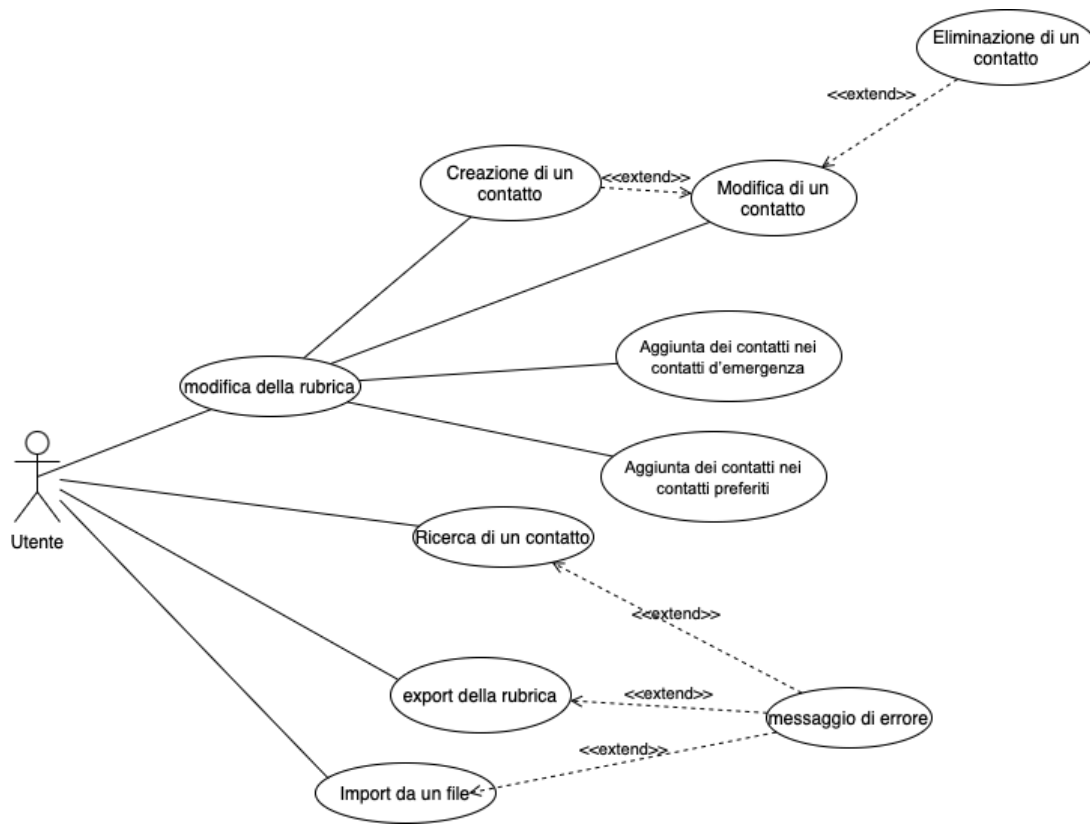 Eliminazione di un
contatto
<<extend>>
Creazione di un
contatto
<<extend>>
Modifica di un
contatto
Aggiunta dei contatti nei
contatti d'emergenza
modifica della rubrica
Aggiunta dei contatti nei
contatti preferiti
Utente
Ricerca di un contatto
<<extend>>
export della rubrica
<<extend>>
messaggio di errore
<<extend>>
Import da un file